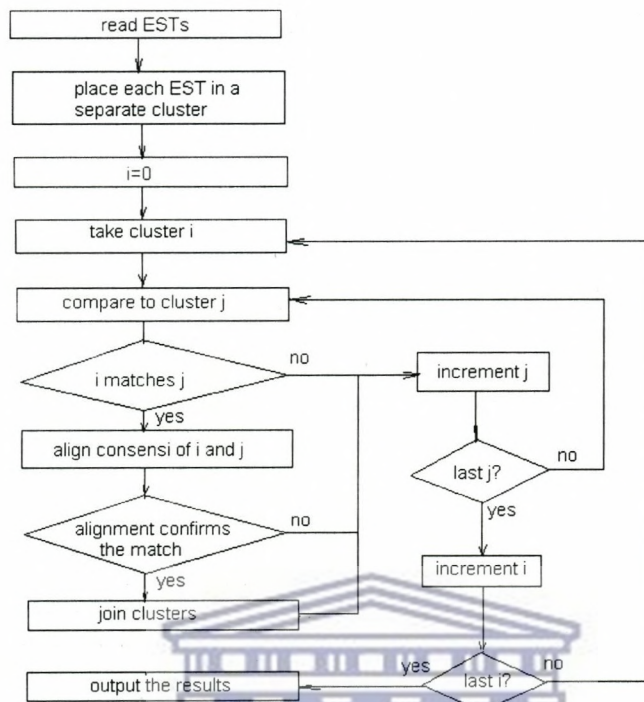 read ESTs
place each EST in a
separate cluster
i=0
take cluster i
compare to cluster j
i matches j
no
yes
increment j
align consensi of i and j
last j?
no
yes
alignment confirms
the match
no
yes
increment i
join clusters
last i?
yes
no
output the results